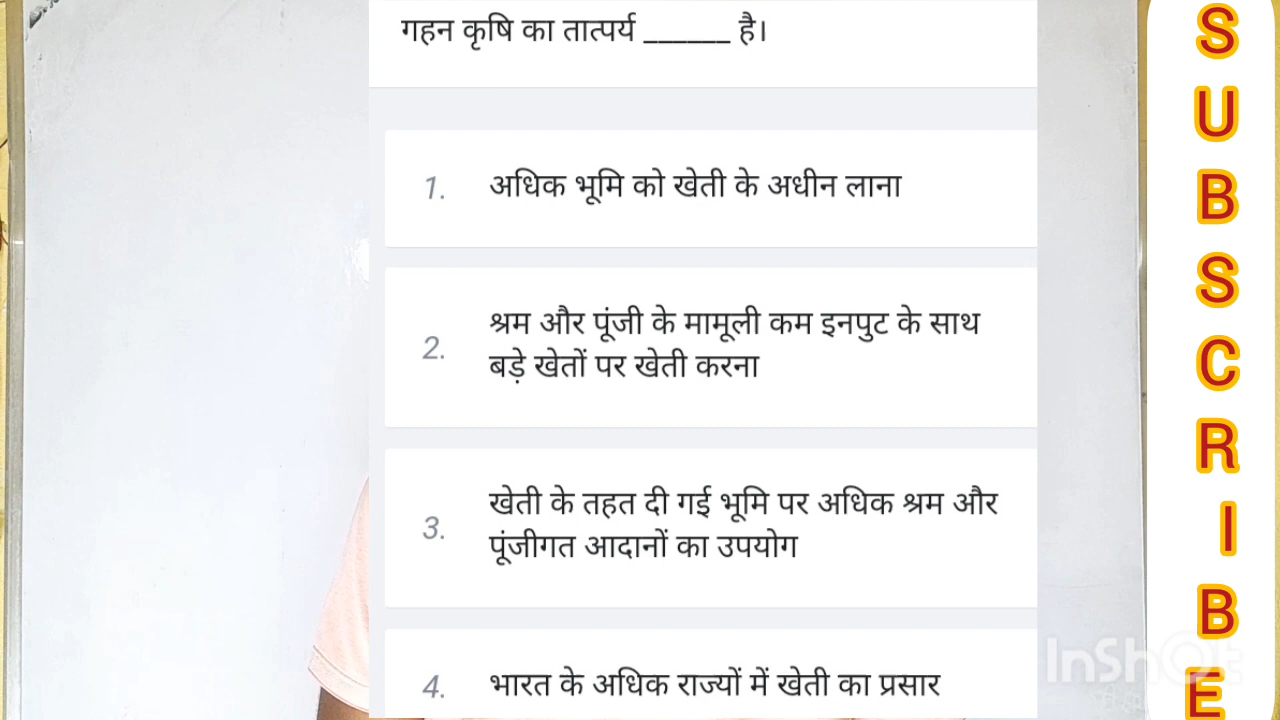 गहन कृषि का तात्पर्य ______ है।
1. अधिक भूमि को खेती के अधीन लाना
2. श्रम और पूंजी के मामूली कम इनपुट के साथ
बड़े खेतों पर खेती करना
3. खेती के तहत दी गई भूमि पर अधिक श्रम और
पूंजीगत आदानों का उपयोग
4. भारत के अधिक राज्यों में खेती का प्रसार
SUBSCRIBE
InShOt